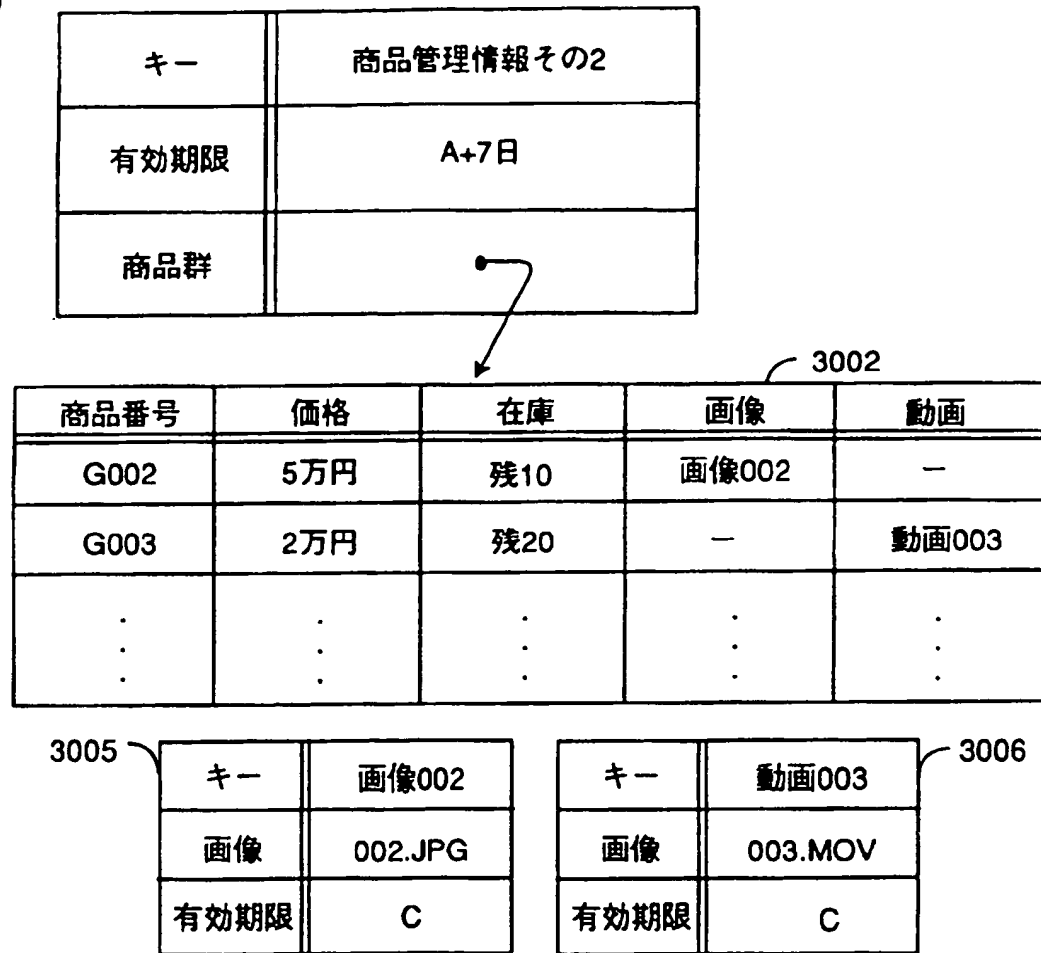 キー 商品管理情報その2
有効期限 A+7日
商品群
3002
商品番号 価格 在庫 画像 動画
G002 5万円 残10 画像002 ー
G003 2万円 残20 ー 動画003
3005
キー 画像002
画像 002.JPG
有効期限 C
3006
キー 動画003
画像 003.MOV
有効期限 C